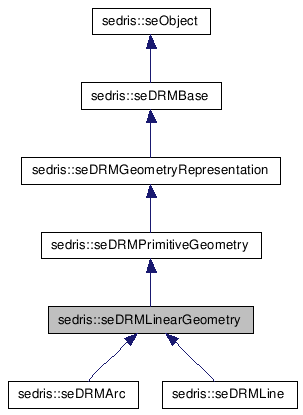 sedris::seObject
sedris::seDRMBase
sedris::seDRMGeometryRepresentation
sedris::seDRMPrimitiveGeometry
sedris::seDRMLinearGeometry
sedris::seDRMArc
sedris::seDRMLine